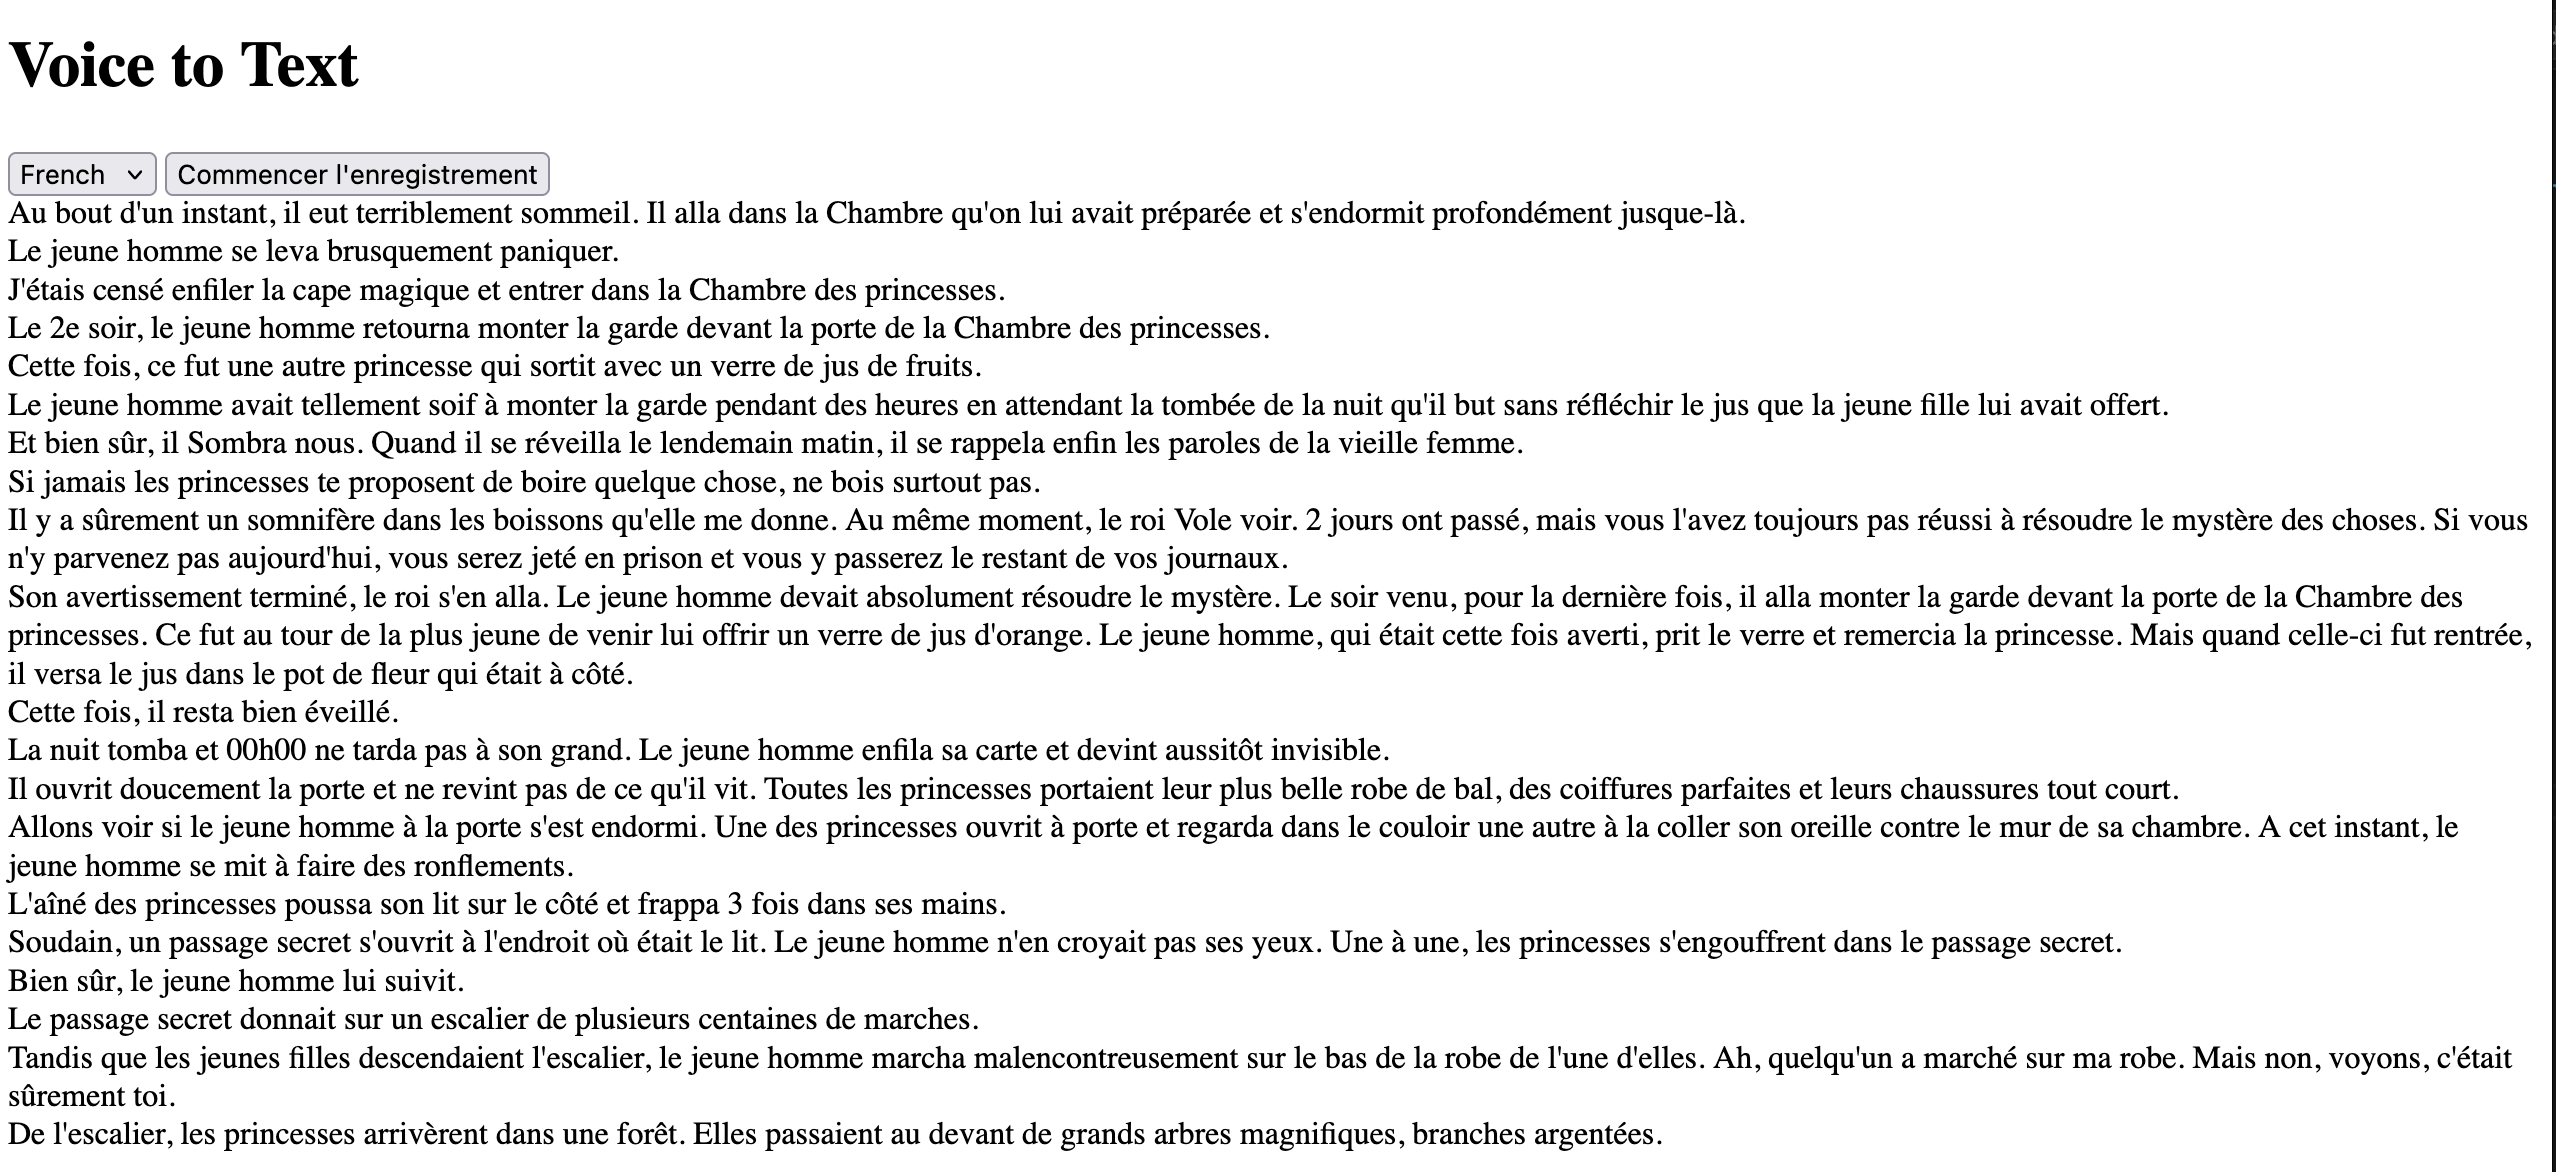 Voice to Text
French Commencer l'enregistrement
Au bout d'un instant, il eut terriblement sommeil. Il alla dans la Chambre qu'on lui avait préparée et s'endormit profondément jusque-là.
Le jeune homme se leva brusquement paniquer.
J'étais censé enfiler la cape magique et entrer dans la Chambre des princesses.
Le 2e soir, le jeune homme retourna monter la garde devant la porte de la Chambre des princesses.
Cette fois, ce fut une autre princesse qui sortit avec un verre de jus de fruits.
Le jeune homme avait tellement soif à monter la garde pendant des heures en attendant la tombée de la nuit qu'il but sans réfléchir le jus que la jeune fille lui avait offert.
Et bien sûr, il Sombra nous. Quand il se réveilla le lendemain matin, il se rappela enfin les paroles de la vieille femme.
Si jamais les princesses te proposent de boire quelque chose, ne bois surtout pas.
Il y a sûrement un somnifère dans les boissons qu'elle me donne. Au même moment, le roi Vole voir. 2 jours ont passé, mais vous l'avez toujours pas réussi à résoudre le mystère des choses. Si vous
n'y parvenez pas aujourd'hui, vous serez jeté en prison et vous y passerez le restant de vos journaux.
Son avertissement terminé, le roi s'en alla. Le jeune homme devait absolument résoudre le mystère. Le soir venu, pour la dernière fois, il alla monter la garde devant la porte de la Chambre des
princesses. Ce fut au tour de la plus jeune de venir lui offrir un verre de jus d'orange. Le jeune homme, qui était cette fois averti, prit le verre et remercia la princesse. Mais quand celle-ci fut rentrée,
il versa le jus dans le pot de fleur qui était à côté.
Cette fois, il resta bien éveillé.
La nuit tomba et 00h00 ne tarda pas à son grand. Le jeune homme enfila sa carte et devint aussitôt invisible.
Il ouvrit doucement la porte et ne revint pas de ce qu'il vit. Toutes les princesses portaient leur plus belle robe de bal, des coiffures parfaites et leurs chaussures tout court.
Allons voir si le jeune homme à la porte s'est endormi. Une des princesses ouvrit à porte et regarda dans le couloir une autre à la coller son oreille contre le mur de sa chambre. A cet instant, le
jeune homme se mit à faire des ronflements.
L'aîné des princesses poussa son lit sur le côté et frappa 3 fois dans ses mains.
Soudain, un passage secret s'ouvrit à l'endroit où était le lit. Le jeune homme n'en croyait pas ses yeux. Une à une, les princesses s'engouffrent dans le passage secret.
Bien sûr, le jeune homme lui suivit.
Le passage secret donnait sur un escalier de plusieurs centaines de marches.
Tandis que les jeunes filles descendaient l'escalier, le jeune homme marcha malencontreusement sur le bas de la robe de l'une d'elles. Ah, quelqu'un a marché sur ma robe. Mais non, voyons, c'était
sûrement toi.
De l'escalier, les princesses arrivèrent dans une forêt. Elles passaient au devant de grands arbres magnifiques, branches argentées.